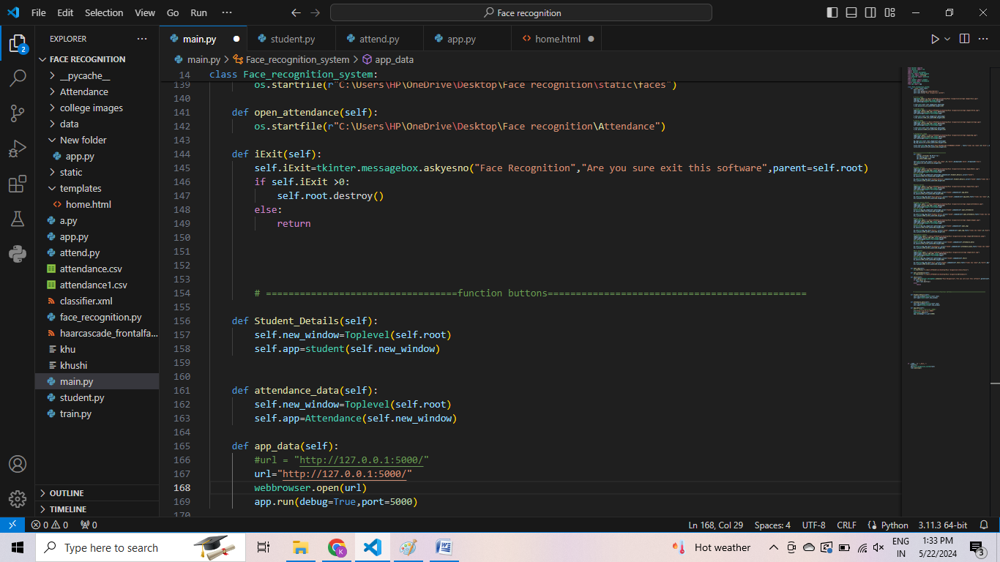 File Edit Selection View Go Run ··· Face recognition
EXPLORER ···
main.py student.py attend.py app.py home.html
FACE RECOGNITION
main.py > Face_recognition_system > app_data
__pycache__
Attendance
college images
data
New folder
app.py
static
templates
home.html
a.py
app.py
attend.py
attendance.csv
attendance1.csv
classifier.xml
face_recognition.py
haarcascade_frontalfa...
khu
khushi
main.py
student.py
train.py
OUTLINE
TIMELINE
2
14 class Face_recognition_system:
139 os.startfile(r"C:\Users\HP\OneDrive\Desktop\Face recognition\static\faces")
140
141 def open_attendance(self):
142 os.startfile(r"C:\Users\HP\OneDrive\Desktop\Face recognition\Attendance")
143
144 def iExit(self):
145 self.iExit=tkinter.messagebox.askyesno("Face Recognition","Are you sure exit this software",parent=self.root)
146 if self.iExit >0:
147 self.root.destroy()
148 else:
149 return
150
151
152
153
154 # ==================================function buttons==============================================
155
156 def Student_Details(self):
157 self.new_window=Toplevel(self.root)
158 self.app=student(self.new_window)
159
160
161 def attendance_data(self):
162 self.new_window=Toplevel(self.root)
163 self.app=Attendance(self.new_window)
164
165 def app_data(self):
166 #url = "http://127.0.0.1:5000/"
167 url="http://127.0.0.1:5000/"
168 webbrowser.open(url)
169 app.run(debug=True,port=5000)
170
0 0 0 Ln 168, Col 29 Spaces: 4 UTF-8 CRLF Python 3.11.3 64-bit
Type here to search K Hot weather ENG IN 1:33 PM 5/22/2024 3